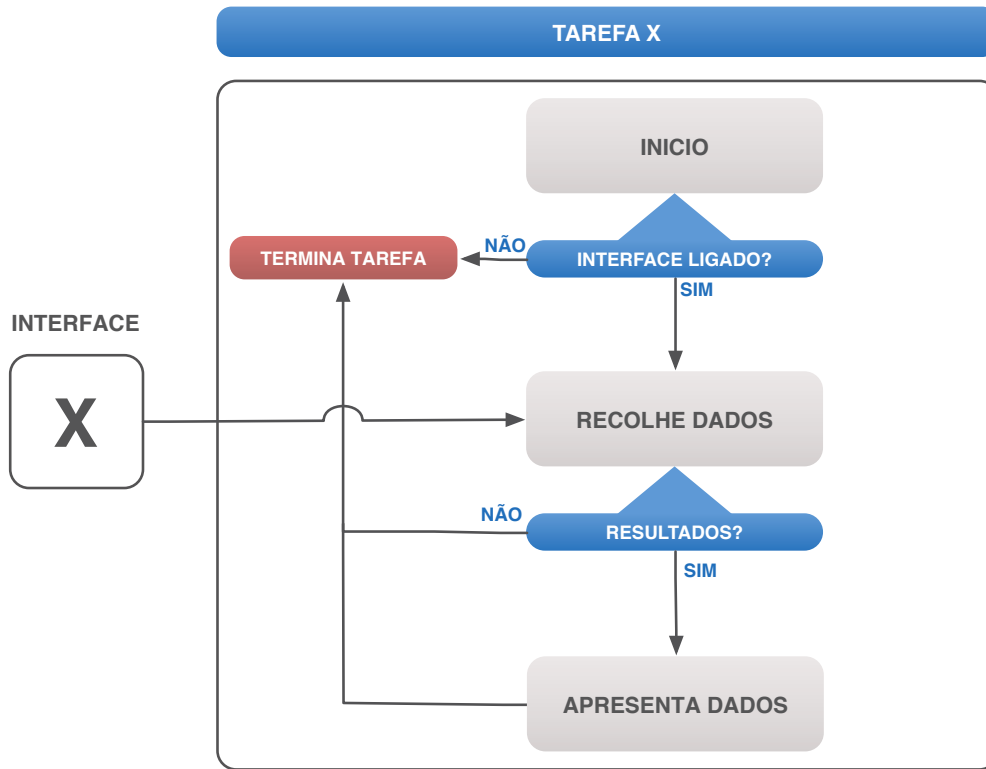 TAREFA X
INICIO
NÃO
TERMINA TAREFA
INTERFACE LIGADO?
SIM
INTERFACE
X
RECOLHE DADOS
NÃO
RESULTADOS?
SIM
APRESENTA DADOS